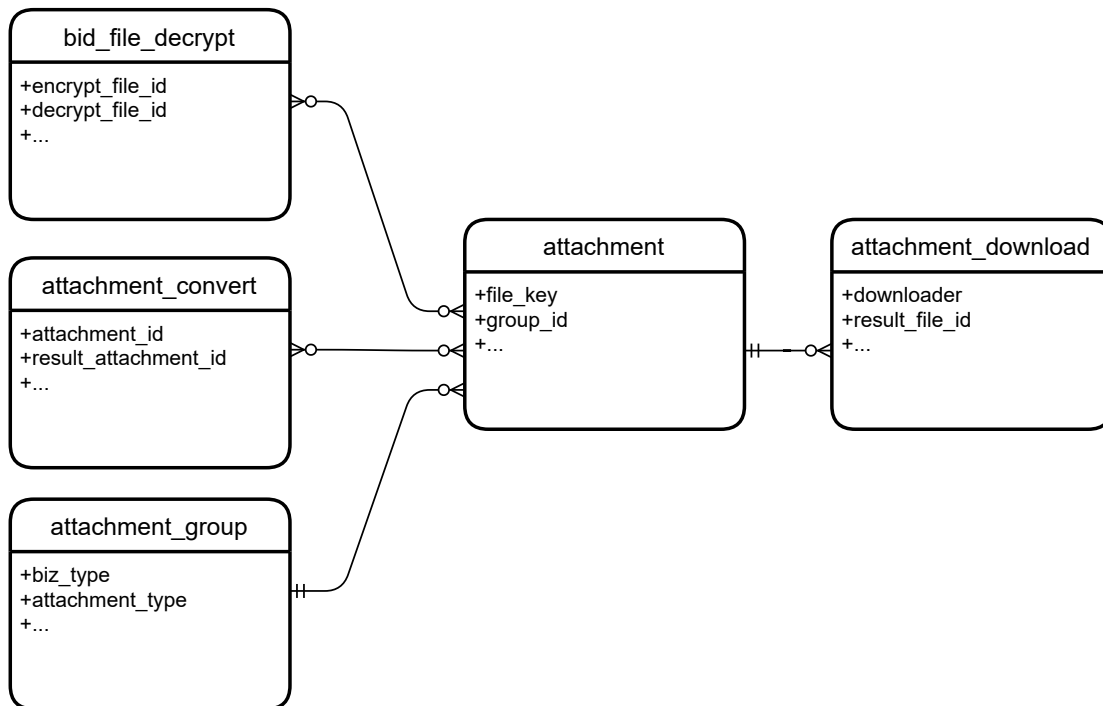 bid_file_decrypt
+encrypt_file_id
+decrypt_file_id
+...
attachment_convert
+attachment_id
+result_attachment_id
+...
attachment_group
+biz_type
+attachment_type
+...
attachment
+file_key
+group_id
+...
attachment_download
+downloader
+result_file_id
+...